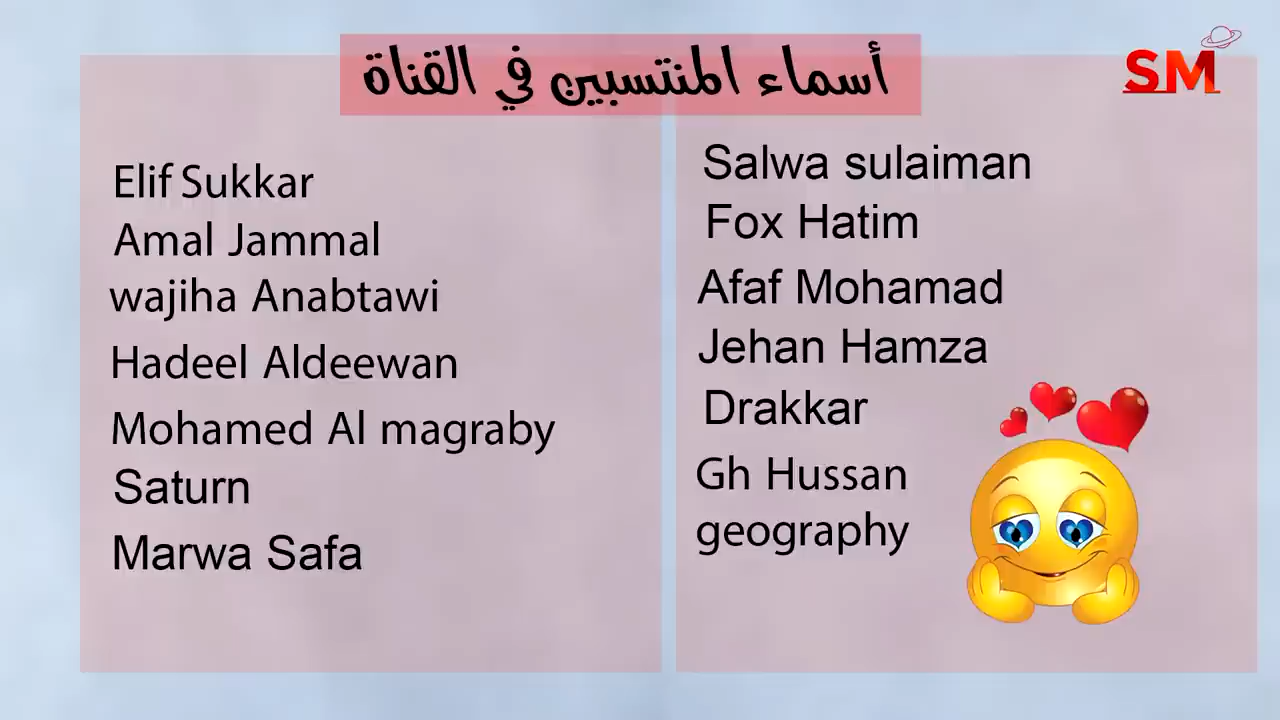 أسماء المنتسبين في القناة
SM
Elif Sukkar
Amal Jammal
wajiha Anabtawi
Hadeel Aldeewan
Mohamed Al magraby
Saturn
Marwa Safa
Salwa sulaiman
Fox Hatim
Afaf Mohamad
Jehan Hamza
Drakkar
Gh Hussan
geography